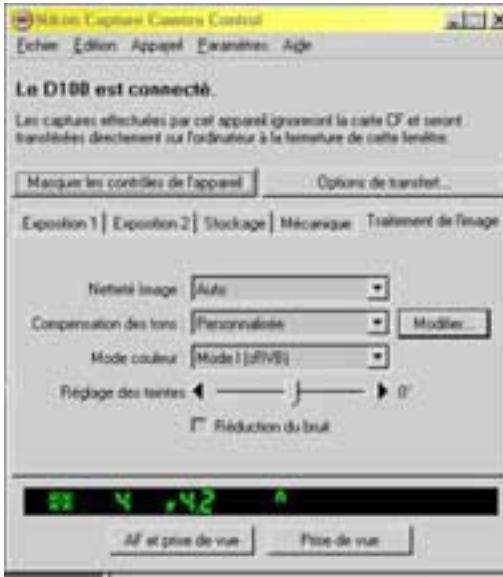 Nikon Capture Camera Control
Fichier Edition Appareil Paramètres Aide
Le D100 est connecté.
Les captures effectuées par cet appareil ignoreront la carte CF et seront
transférées directement sur l'ordinateur à la fermeture de cette fenêtre.
Masquer les contrôles de l'appareil Options de transfert...
Exposition 1 Exposition 2 Stockage Mécanique Traitement de l'image
Netteté Image : Auto
Compensation des tons : Personnalisée Modifier...
Mode couleur : Mode I (sRVB)
Réglage des teintes 0°
Réduction du bruit
4 4.2
AF et prise de vue Prise de vue